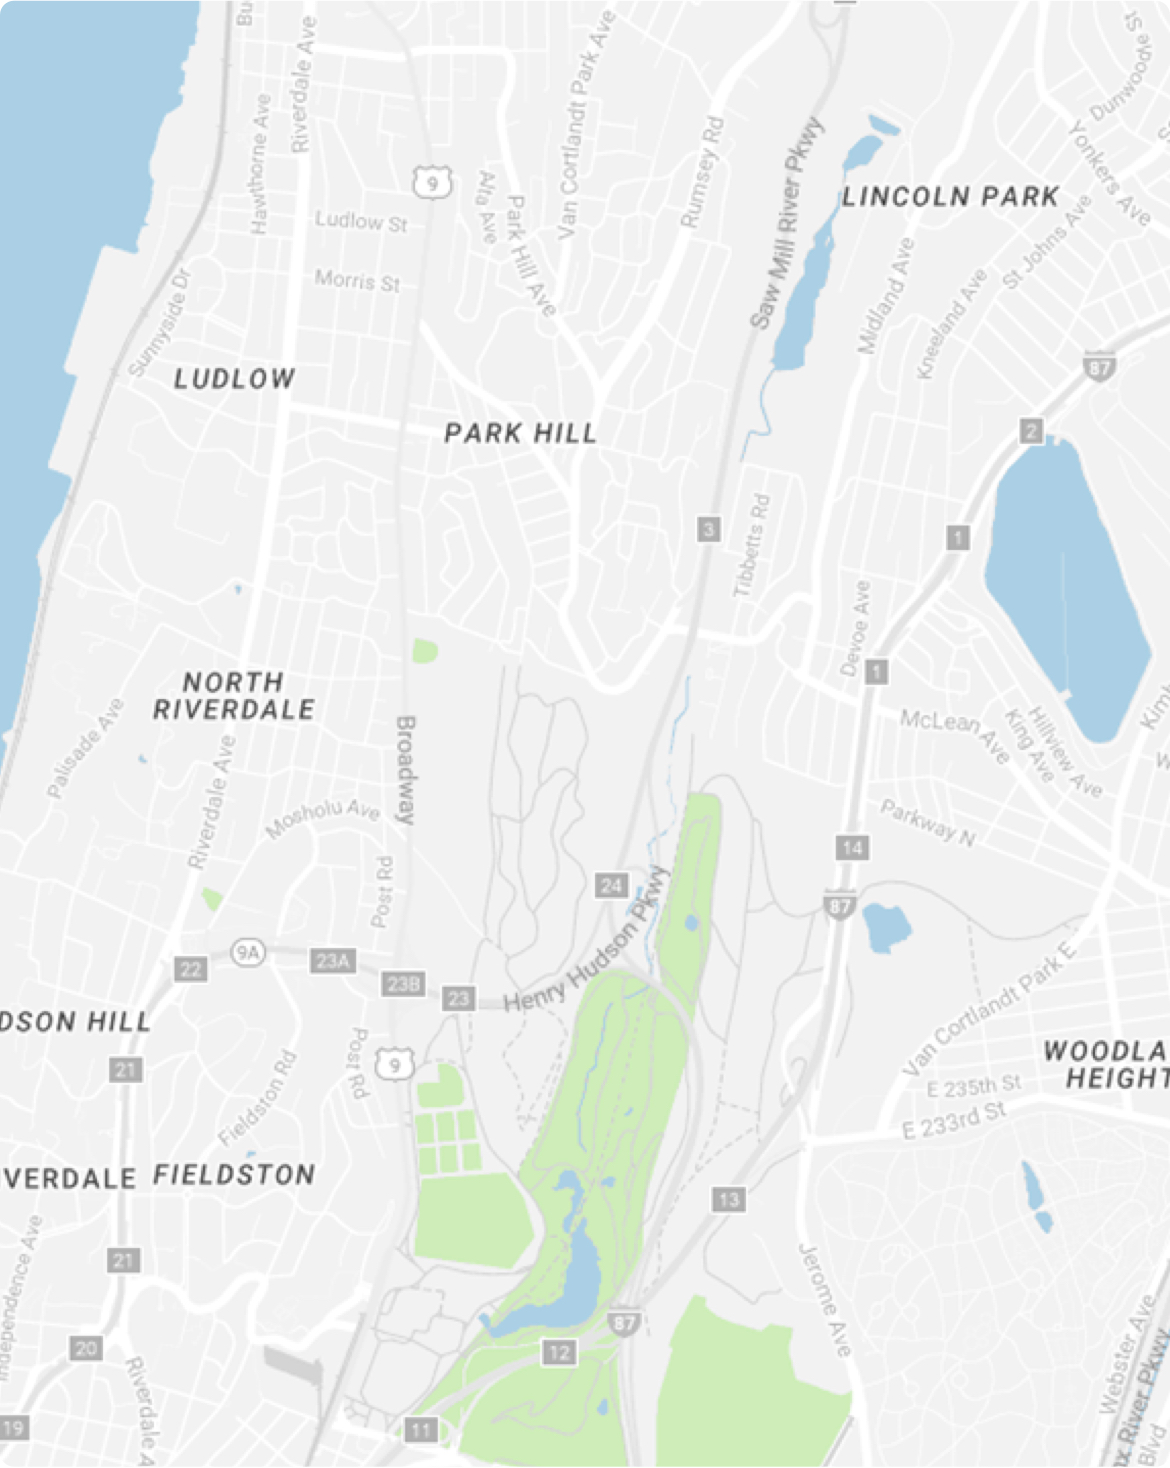 Riverdale Ave
Hawthorne Ave
Van Cortlandt Park Ave
Rumsey Rd
Saw Mill River Pkwy
Dunwoodie St
Yonkers Ave
9
Alta Ave
Park Hill Ave
LINCOLN PARK
Ludlow St
Morris St
Midland Ave
St Johns Ave
Kneeland Ave
Sunnyside Dr
LUDLOW
87
PARK HILL
2
3
1
Tibbetts Rd
Devoe Ave
1
NORTH
RIVERDALE
Palisade Ave
Broadway
McLean Ave
King Ave
Hillview Ave
Riverdale Ave
Mosholu Ave
Parkway N
14
Post Rd
24
87
Henry Hudson Pkwy
9A
22
23A
23B
23
Van Cortlandt Park E
DSON HILL
WOODLA
HEIGHT
21
9
Post Rd
Fieldston Rd
E 235th St
E 233rd St
VERDALE
FIELDSTON
13
Independence Ave
21
Jerome Ave
87
20
12
Riverdale A
Webster Ave
x River Pkwy
Blvd
19
11